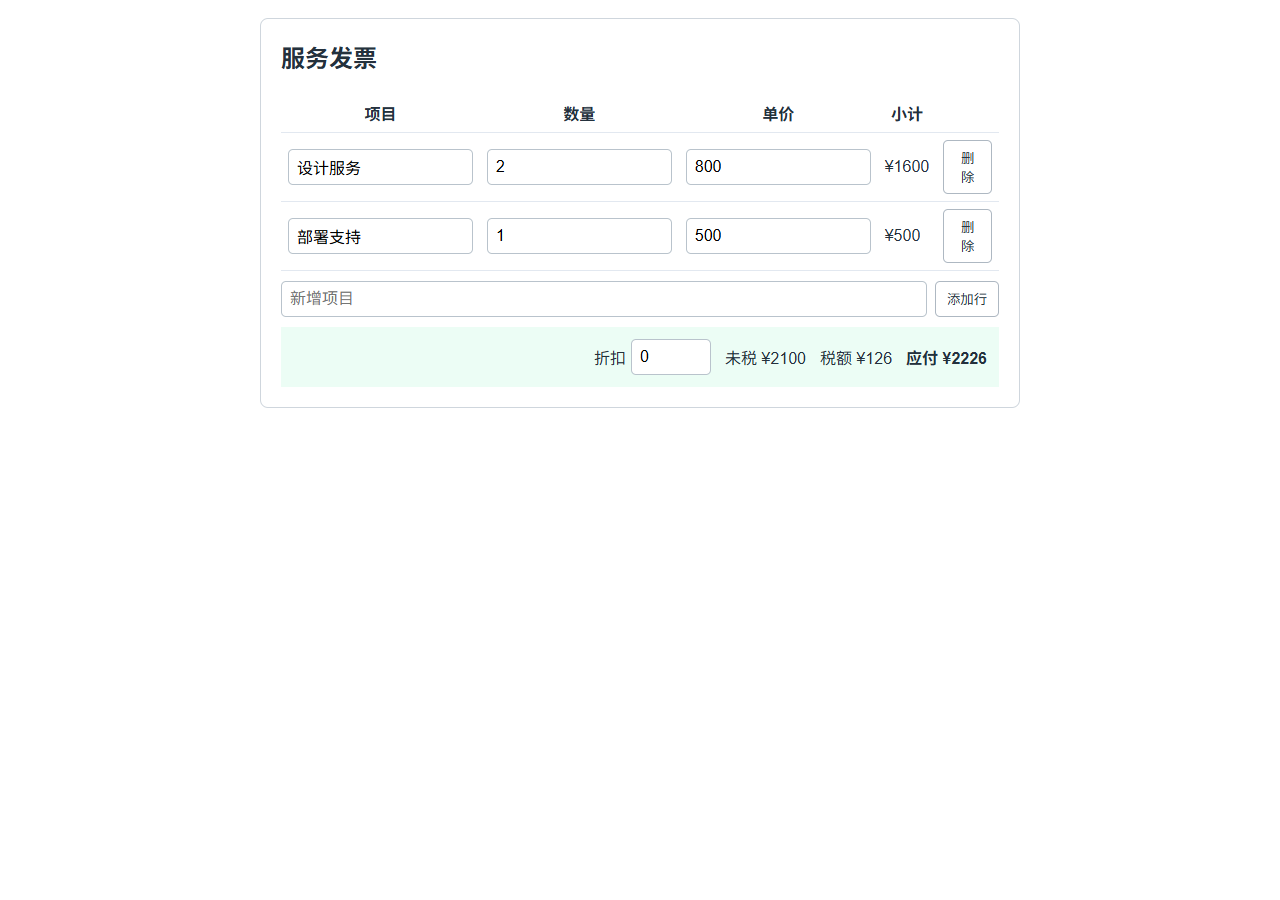 服务发票
项目 数量 单价 小计
设计服务 2 800 ¥1600 删除
部署支持 1 500 ¥500 删除
新增项目 添加行
折扣 0 未税 ¥2100 税额 ¥126 应付 ¥2226